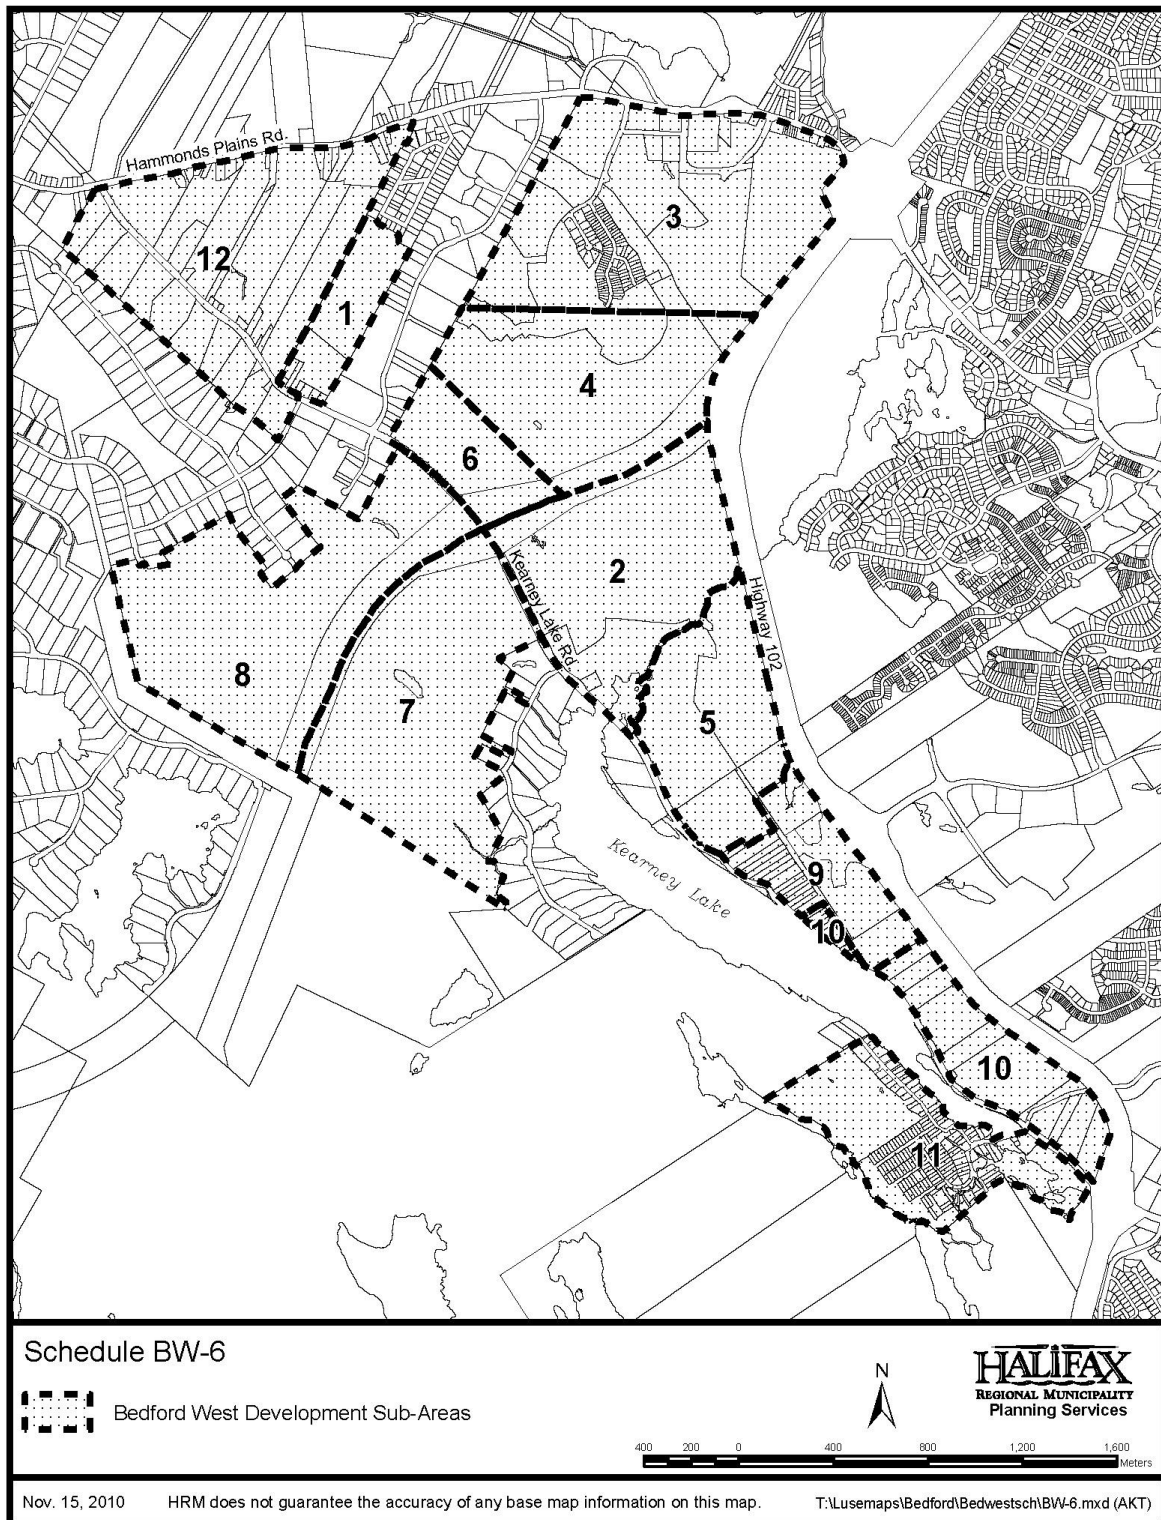 Hammonds Plains Rd.
3
12
1
4
6
Kearney Lake Rd.
2
Highway 102
8
7
5
Kearney Lake
9
10
10
11
Schedule BW-6
Bedford West Development Sub-Areas
N
HALIFAX
REGIONAL MUNICIPALITY
Planning Services
400 200 0 400 800 1,200 1,600
Meters
Nov. 15, 2010 HRM does not guarantee the accuracy of any base map information on this map. T:\Lusemaps\Bedford\Bedwestsch\BW-6.mxd (AKT)